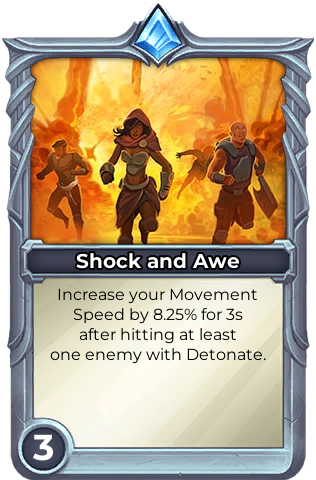 Shock and Awe
Increase your Movement
Speed by 8.25% for 3s
after hitting at least
one enemy with Detonate.
3